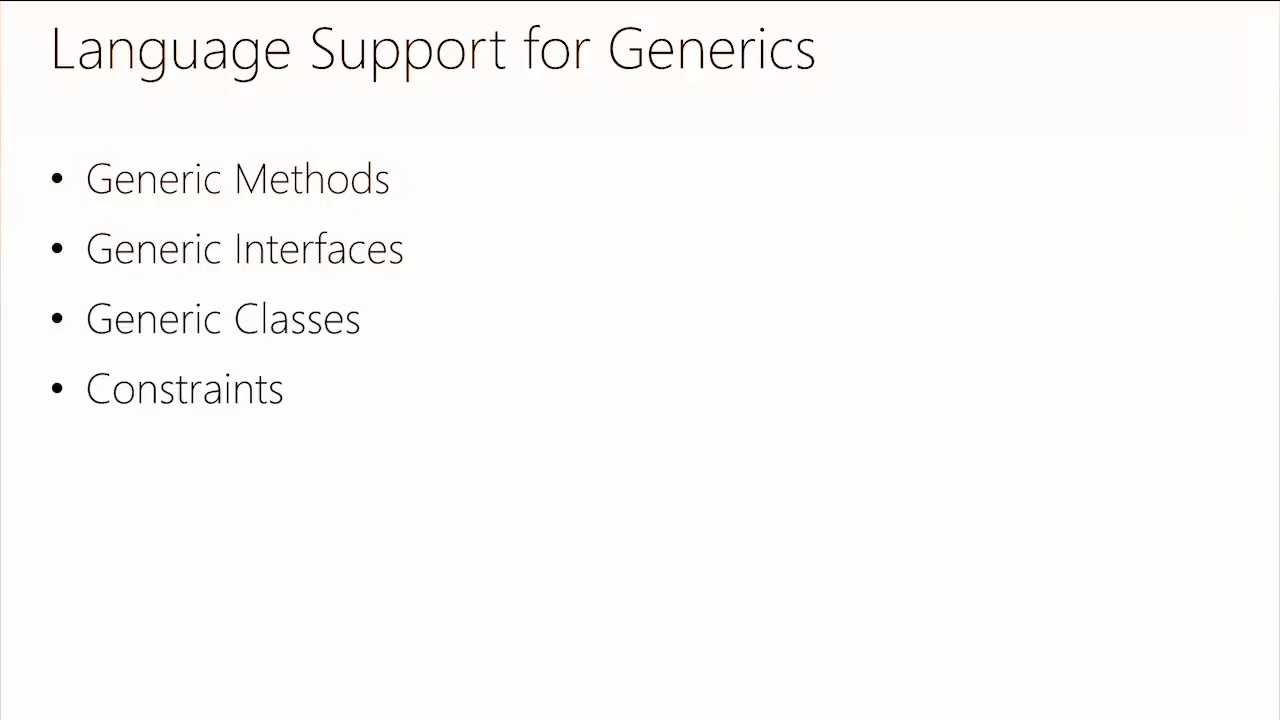 Language Support for Generics
• Generic Methods
• Generic Interfaces
• Generic Classes
• Constraints